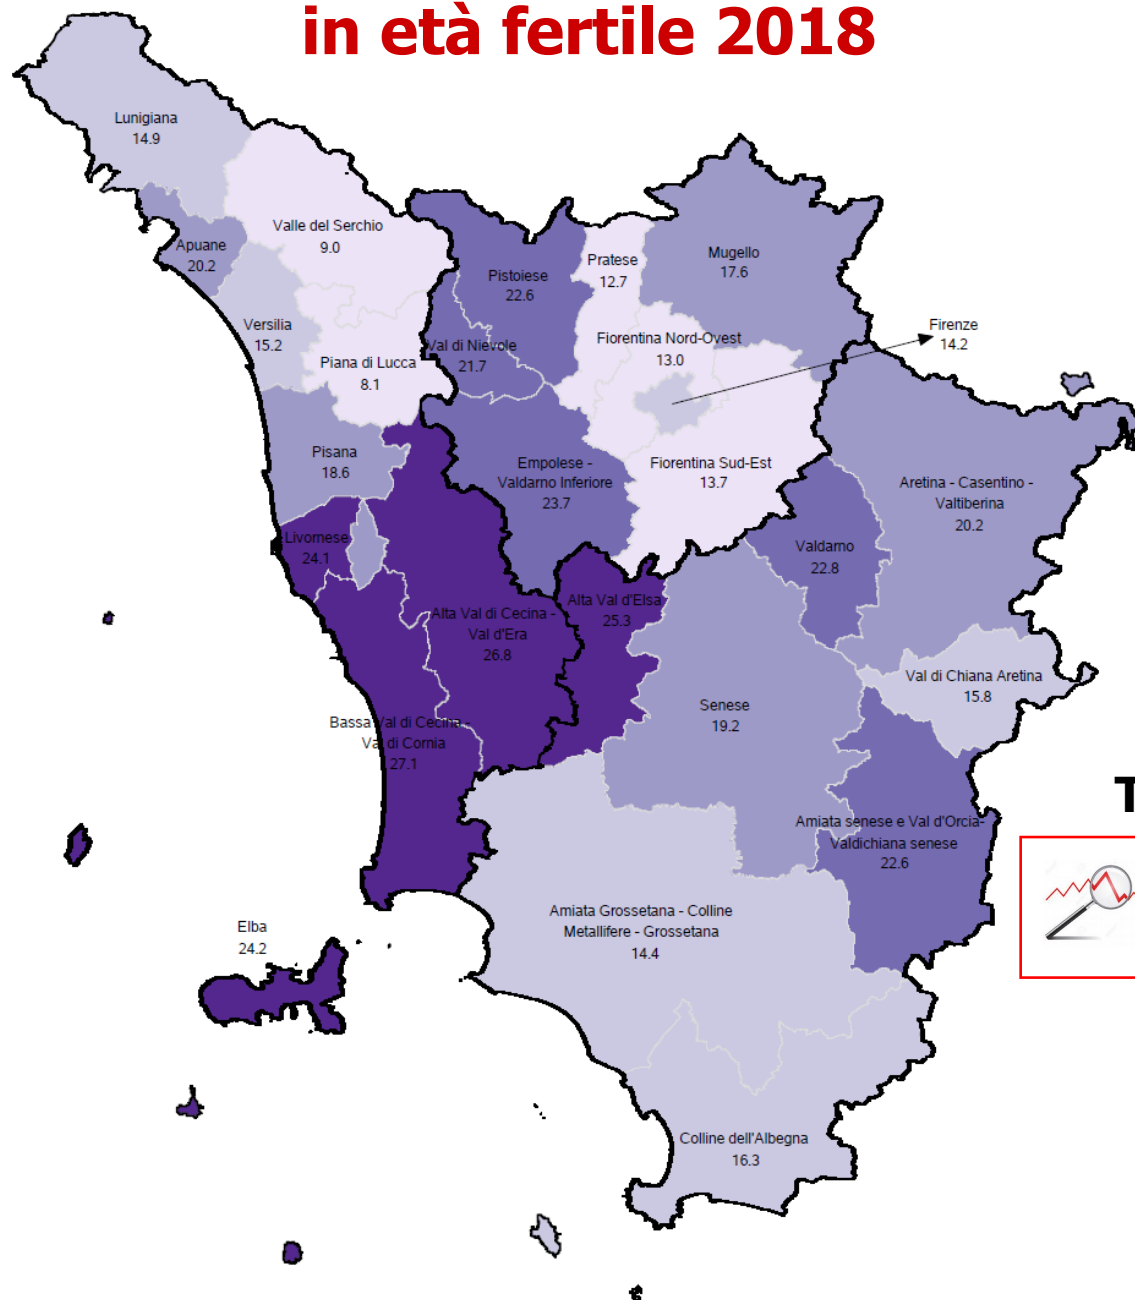 in età fertile 2018
Lunigiana
14.9
Valle del Serchio
9.0
Apuane
20.2
Pistoiese
22.6
Pratese
12.7
Mugello
17.6
Versilia
15.2
Val di Nievole
21.7
Fiorentina Nord-Ovest
13.0
Firenze
14.2
Piana di Lucca
8.1
Pisana
18.6
Empolese -
Valdarno Inferiore
23.7
Fiorentina Sud-Est
13.7
Aretina - Casentino -
Valtiberina
20.2
Livornese
24.1
Valdarno
22.8
Alta Val d'Elsa
25.3
Alta Val di Cecina -
Val d'Era
26.8
Val di Chiana Aretina
15.8
Senese
19.2
Bassa Val di Cecina -
Val di Cornia
27.1
T
Amiata senese e Val d'Orcia-
Valdichiana senese
22.6
Amiata Grossetana - Colline
Metallifere - Grossetana
14.4
Elba
24.2
Colline dell'Albegna
16.3